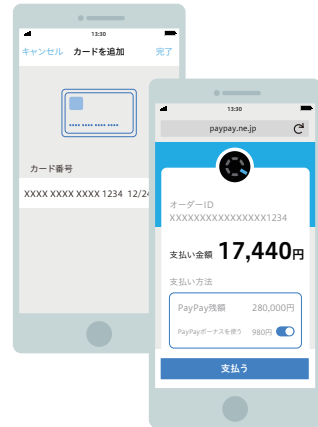 13:30
キャンセル カードを追加 完了
•••• •••• •••• ••••
カード番号
XXXX XXXX XXXX 1234 12/24
13:30
paypay.ne.jp
オーダーID
XXXXXXXXXXXXXXXX1234
支払い金額 17,440円
支払い方法
PayPay残額 280,000円
PayPayボーナスを使う 980円
支払う